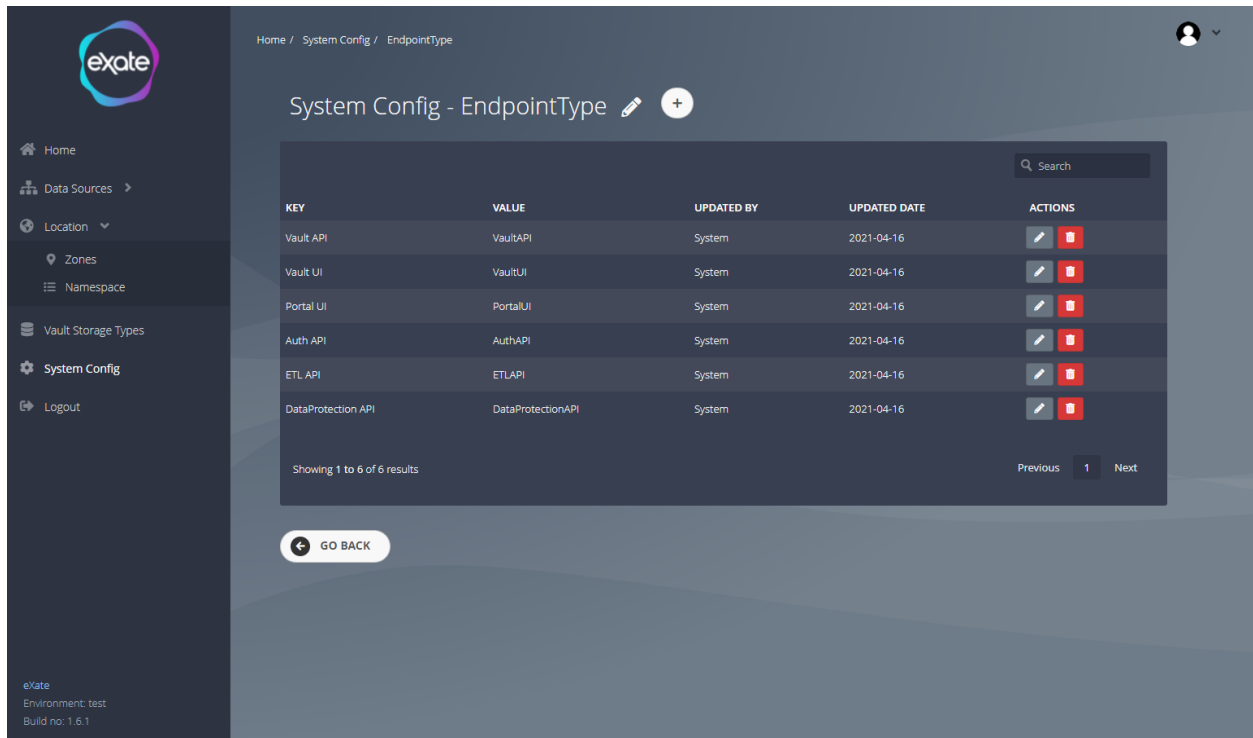 eXate
Home
Data Sources
Location
Zones
Namespace
Vault Storage Types
System Config
Logout
eXate
Environment: test
Build no: 1.6.1
Home / System Config / EndpointType
System Config - EndpointType
Search
KEY VALUE UPDATED BY UPDATED DATE ACTIONS
Vault API VaultAPI System 2021-04-16
Vault UI VaultUI System 2021-04-16
Portal UI PortalUI System 2021-04-16
Auth API AuthAPI System 2021-04-16
ETL API ETLAPI System 2021-04-16
DataProtection API DataProtectionAPI System 2021-04-16
Showing 1 to 6 of 6 results
Previous 1 Next
GO BACK